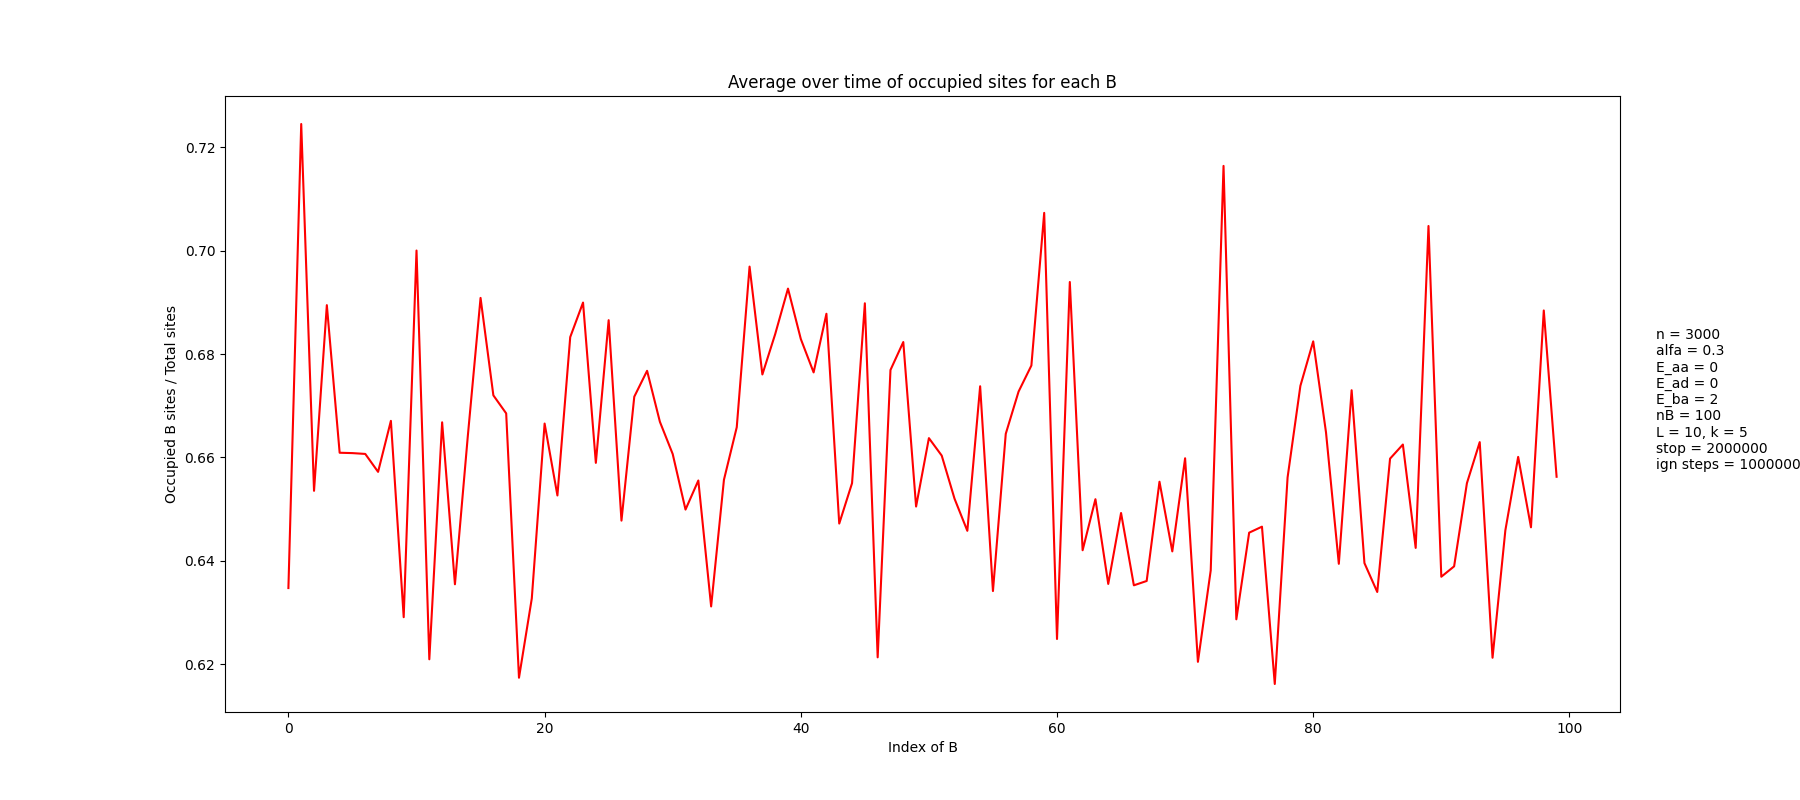 Average over time of occupied sites for each B
0.72
0.70
0.68
0.66
0.64
0.62
Occupied B sites / Total sites
0 20 40 60 80 100
Index of B
n = 3000
alfa = 0.3
E_aa = 0
E_ad = 0
E_ba = 2
nB = 100
L = 10, k = 5
stop = 2000000
ign steps = 1000000